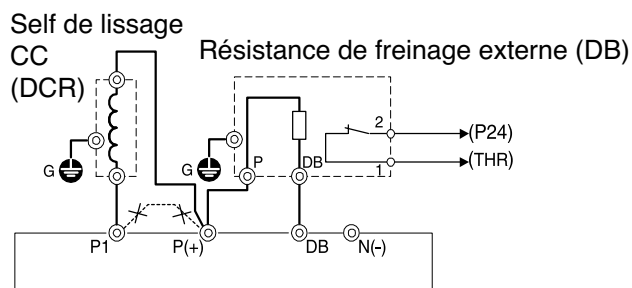 Self de lissage
CC
(DCR)
Résistance de freinage externe (DB)
2
(P24)
G
G
P
DB
1
(THR)
P1
P(+)
DB
N(-)